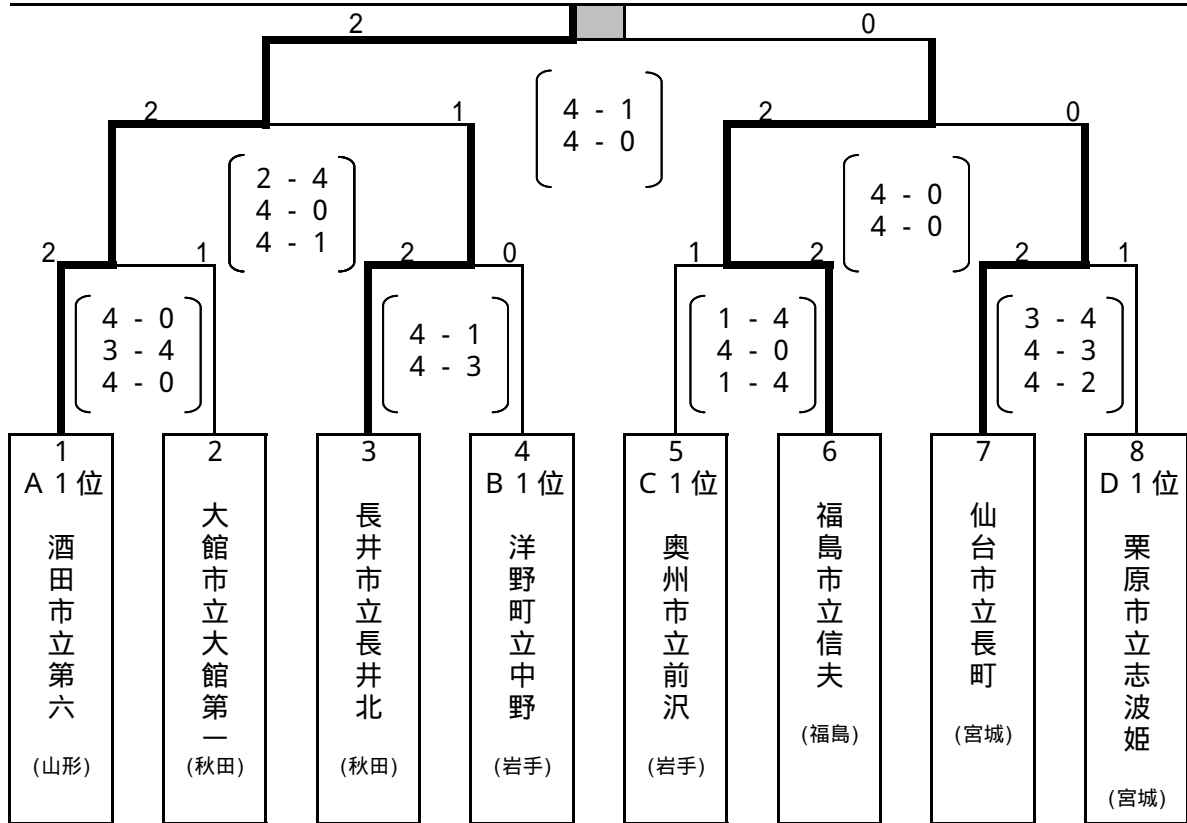 2 0
4 - 1
4 - 0
2 1 2 0
2 - 4
4 - 0
4 - 1
4 - 0
4 - 0
2 1 2 0 1 2 2 1
4 - 0
3 - 4
4 - 0
4 - 1
4 - 3
1 - 4
4 - 0
1 - 4
3 - 4
4 - 3
4 - 2
1
A 1位
酒田市立第六
(山形)
2
大館市立大館第一
(秋田)
3
長井市立長井北
(秋田)
4
B 1位
洋野町立中野
(岩手)
5
C 1位
奥州市立前沢
(岩手)
6
福島市立信夫
(福島)
7
仙台市立長町
(宮城)
8
D 1位
栗原市立志波姫
(宮城)